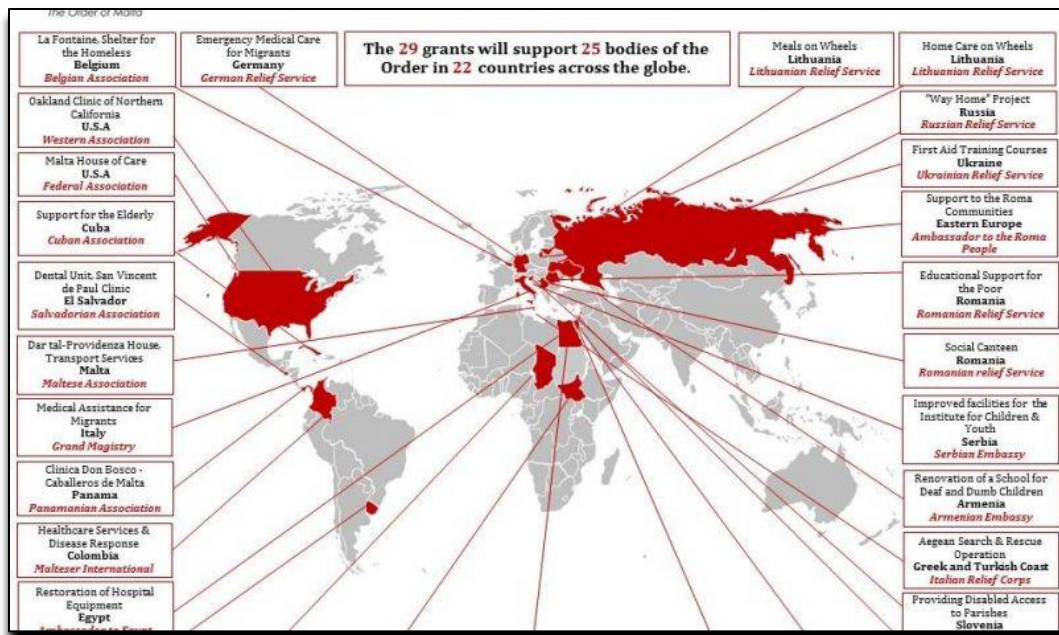 The Order of Malta
La Fontaine, Shelter for
the Homeless
Belgium
Belgian Association
Emergency Medical Care
for Migrants
Germany
German Relief Service
The 29 grants will support 25 bodies of the
Order in 22 countries across the globe.
Meals on Wheels
Lithuania
Lithuanian Relief Service
Home Care on Wheels
Lithuania
Lithuanian Relief Service
Oakland Clinic of Northern
California
U.S.A
Western Association
Malta House of Care
U.S.A
Federal Association
Support for the Elderly
Cuba
Cuban Association
Dental Unit, San Vincent
de Paul Clinic
El Salvador
Salvadorian Association
Dar tal-Providenza House,
Transport Services
Malta
Maltese Association
Medical Assistance for
Migrants
Italy
Grand Magistry
Clinica Don Bosco -
Caballeros de Malta
Panama
Panamanian Association
Healthcare Services &
Disease Response
Colombia
Malteser International
Restoration of Hospital
Equipment
Egypt
Ambassador to Egypt
"Way Home" Project
Russia
Russian Relief Service
First Aid Training Courses
Ukraine
Ukrainian Relief Service
Support to the Roma
Communities
Eastern Europe
Ambassador to the Roma
People
Educational Support for
the Poor
Romania
Romanian Relief Service
Social Canteen
Romania
Romanian relief Service
Improved facilities for the
Institute for Children &
Youth
Serbia
Serbian Embassy
Renovation of a School for
Deaf and Dumb Children
Armenia
Armenian Embassy
Aegean Search & Rescue
Operation
Greek and Turkish Coast
Italian Relief Corps
Providing Disabled Access
to Parishes
Slovenia